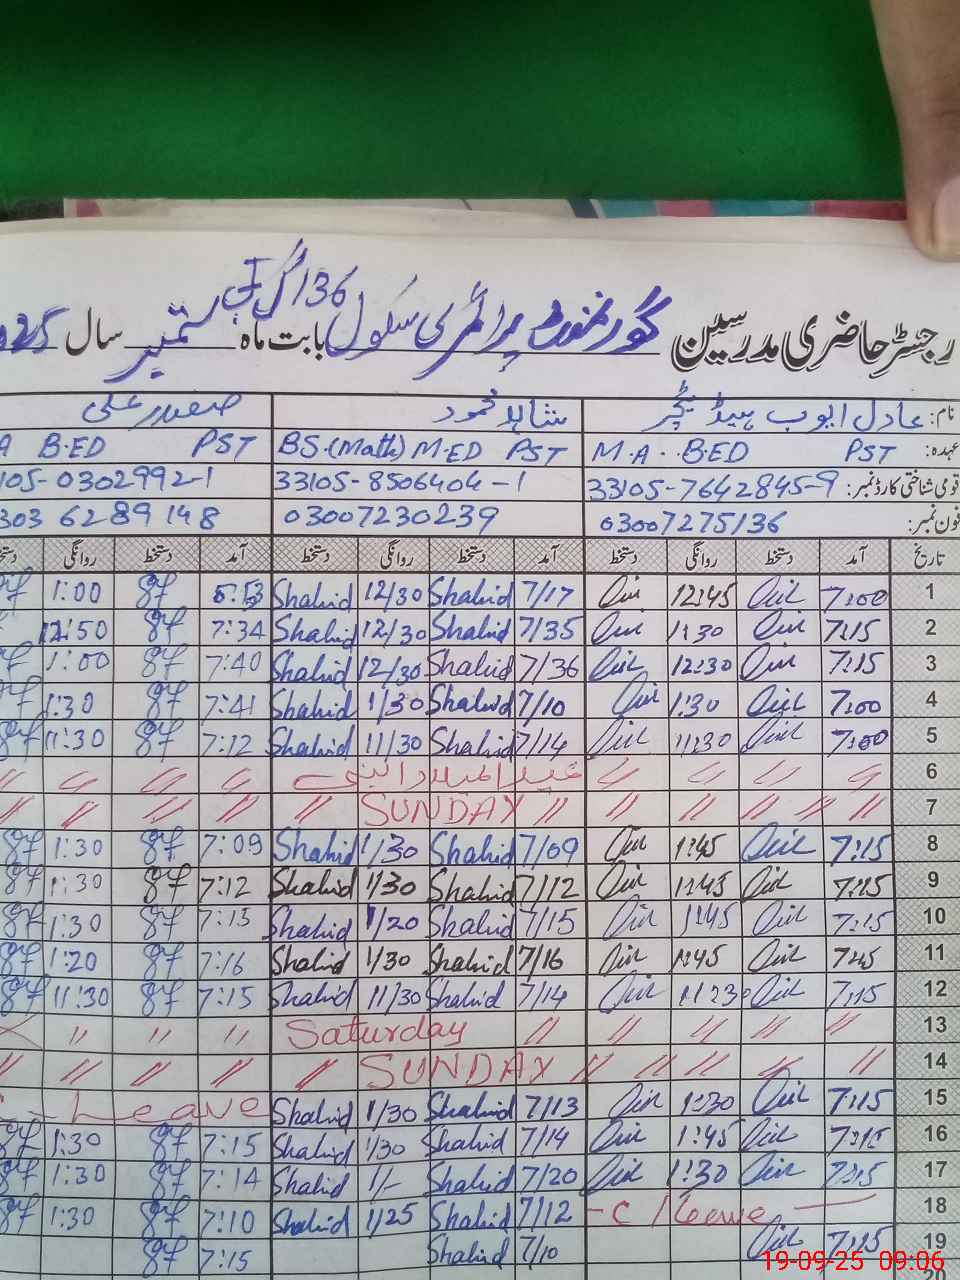 رجسٹر حاضری مدرسین گورنمنٹ پرائمری سکول 136 گ ب بابت ماہ ستمبر سال 2025
نام: عادل ایوب ہیڈ ٹیچر شاہد محمود صفدر علی
عہدہ: M.A. BED PST BS.(Math) M.ED PST A B.ED PST
قومی شناختی کارڈ نمبر: 33105-7642845-9 33105-8506404-1 105-0302992-1
فون نمبر: 03007275136 03007230239 303 6289148
تاریخ آمد دستخط روانگی دستخط آمد دستخط روانگی دستخط آمد دستخط روانگی
1 7:00 12:45 7/17 Shahid 12/30 Shahid 1:00
2 7:15 1:30 7/35 Shahid 12/30 Shahid 7:34 12:50
3 7:15 12:30 7/36 Shahid 12/30 Shahid 7:40 1:00
4 7:00 1:30 7/10 Shahid 1/30 Shahid 7:41 1:30
5 7:00 11:30 7/14 Shahid 11/30 Shahid 7:12 11:30
6 〃 〃 〃 〃 عید المیلاد النبی 〃 〃 〃 〃
7 〃 〃 〃 〃 〃 〃 SUNDAY 〃 〃 〃 〃 〃
8 7:15 1:45 7/09 Shahid 1/30 Shahid 7:09 1:30
9 7:15 1:45 7/12 Shahid 1/30 Shahid 7:12 1:30
10 7:15 1:45 7/15 Shahid 1/20 Shahid 7:15 1:30
11 7:45 1:45 7/16 Shahid 1/30 Shahid 7:16 1:20
12 7:15 11:30 7/14 Shahid 11/30 Shahid 7:15 11:30
13 〃 〃 〃 〃 〃 Saturday 〃 〃 〃
14 〃 〃 〃 〃 〃 SUNDAY 〃 〃 〃 〃 〃
15 7:15 1:30 7/13 Shahid 1/30 Shahid Leave
16 7:15 1:45 7/14 Shahid 1/30 Shahid 7:15 1:30
17 7:15 1:30 7/20 Shahid 1/- Shahid 7:14 1:30
18 - C / Leave - 7/12 Shahid 1/25 Shahid 7:10 1:30
19 7:15 7/10 Shahid 7:15
20
19-09-25 09:06